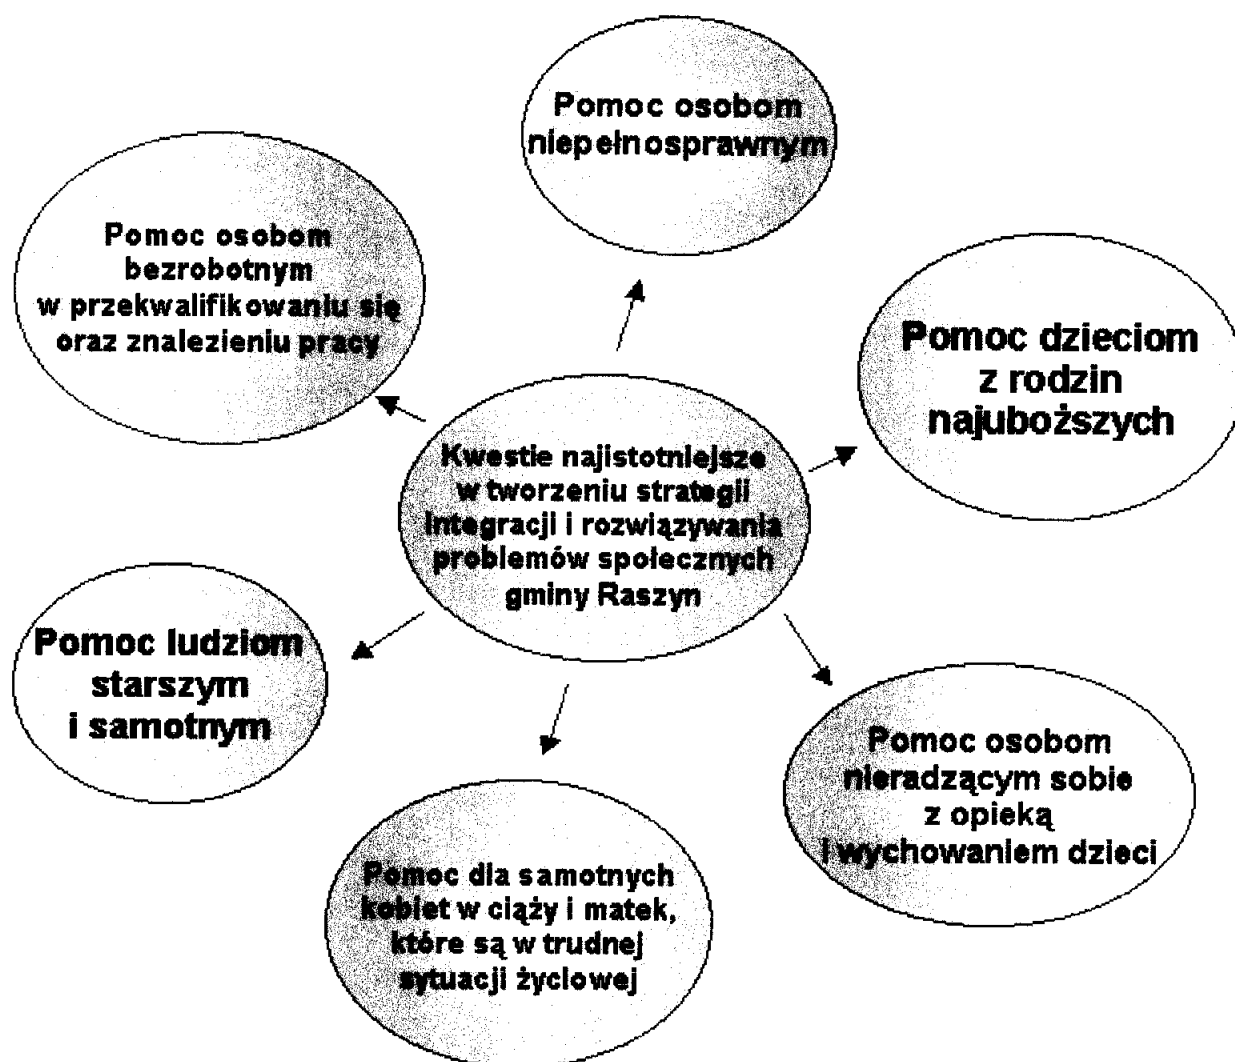 Pomoc osobom
niepełnosprawnym
Pomoc osobom
bezrobotnym
w przekwalifikowaniu się
oraz znalezieniu pracy
Pomoc dzieciom
z rodzin
najuboższych
Kwestie najistotniejsze
w tworzeniu strategii
integracji i rozwiązywania
problemów społecznych
gminy Raszyn
Pomoc ludziom
starszym
i samotnym
Pomoc osobom
nieradzącym sobie
z opieką
i wychowaniem dzieci
Pomoc dla samotnych
kobiet w ciąży i matek,
które są w trudnej
sytuacji życiowej